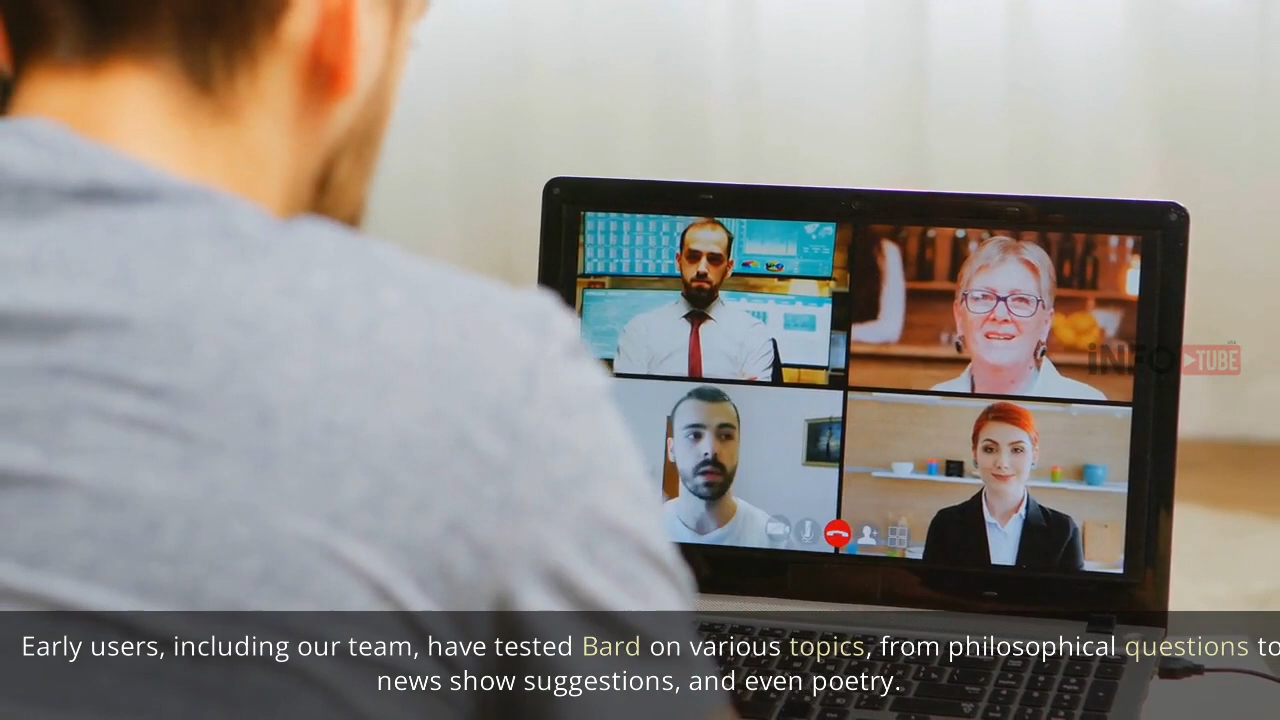 iNFO TUBE
Early users, including our team, have tested Bard on various topics, from philosophical questions to
news show suggestions, and even poetry.